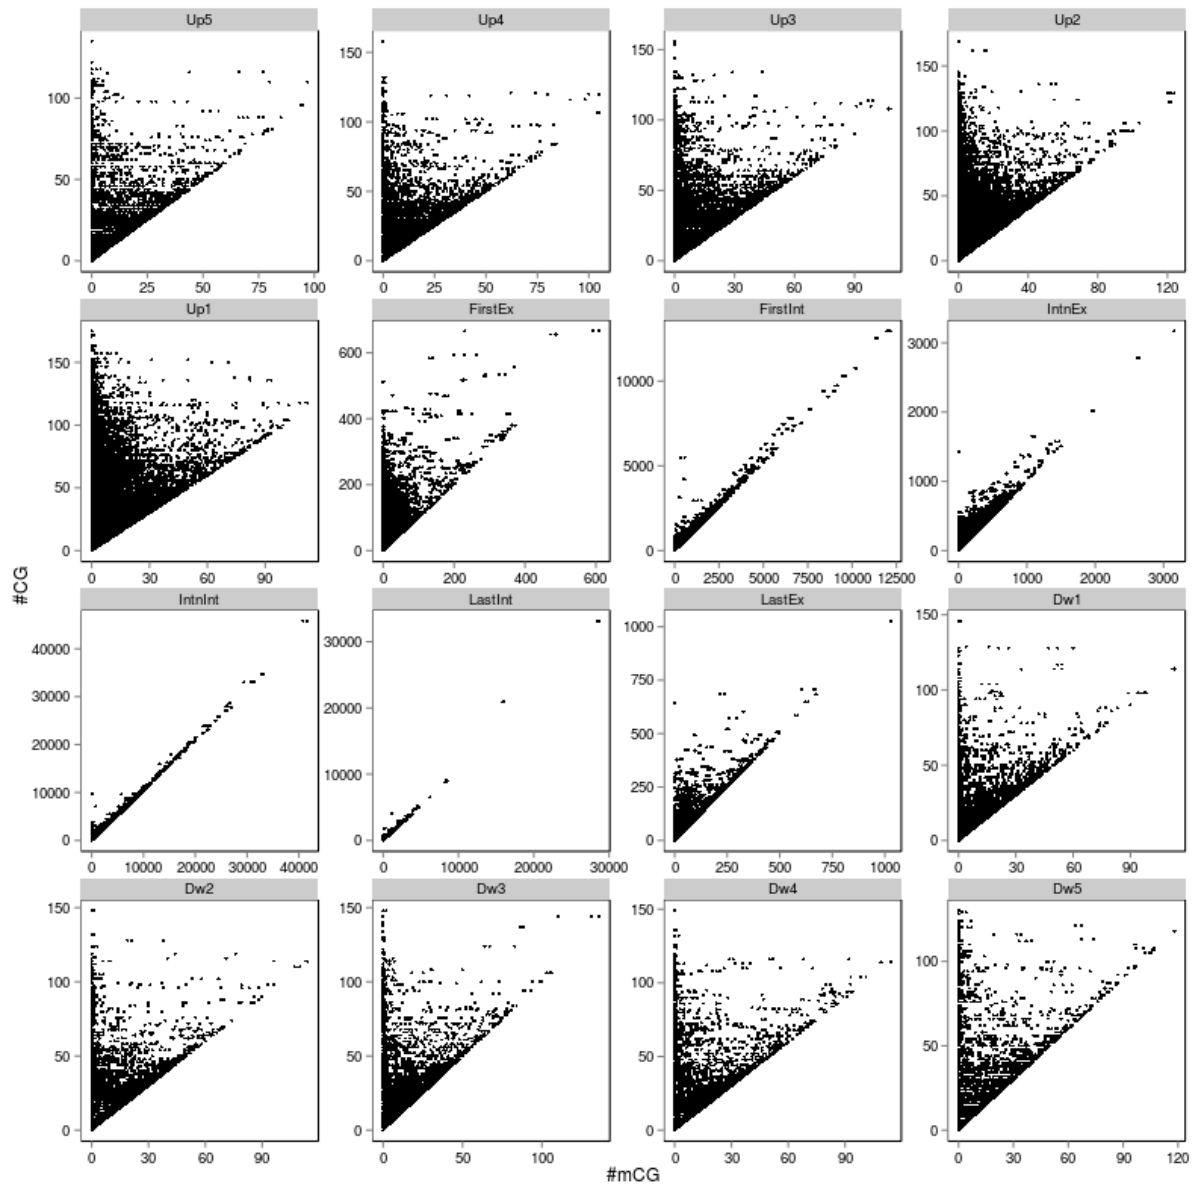 Up5 Up4 Up3 Up2
150
150 150
100
100 100 100
50
50 50 50
0 0 0 0
0 25 50 75 100 0 25 50 75 100 0 30 60 90 0 40 80 120
Up1 FirstEx FirstInt IntnEx
150 600 10000 3000
100 400 2000
50 200 5000 1000
0 0 0 0
0 30 60 90 0 200 400 600 0 2500 5000 7500 10000 12500 0 1000 2000 3000
#CG
IntnInt LastInt LastEx Dw1
40000 30000 1000 150
30000 20000 750 100
20000 500
10000 10000 250 50
0 0 0 0
0 10000 20000 30000 40000 0 10000 20000 30000 0 250 500 750 1000 0 30 60 90
Dw2 Dw3 Dw4 Dw5
150 150 150
100 100 100 100
50 50 50 50
0 0 0 0
0 30 60 90 0 50 100 0 30 60 90 0 30 60 90 120
#mCG